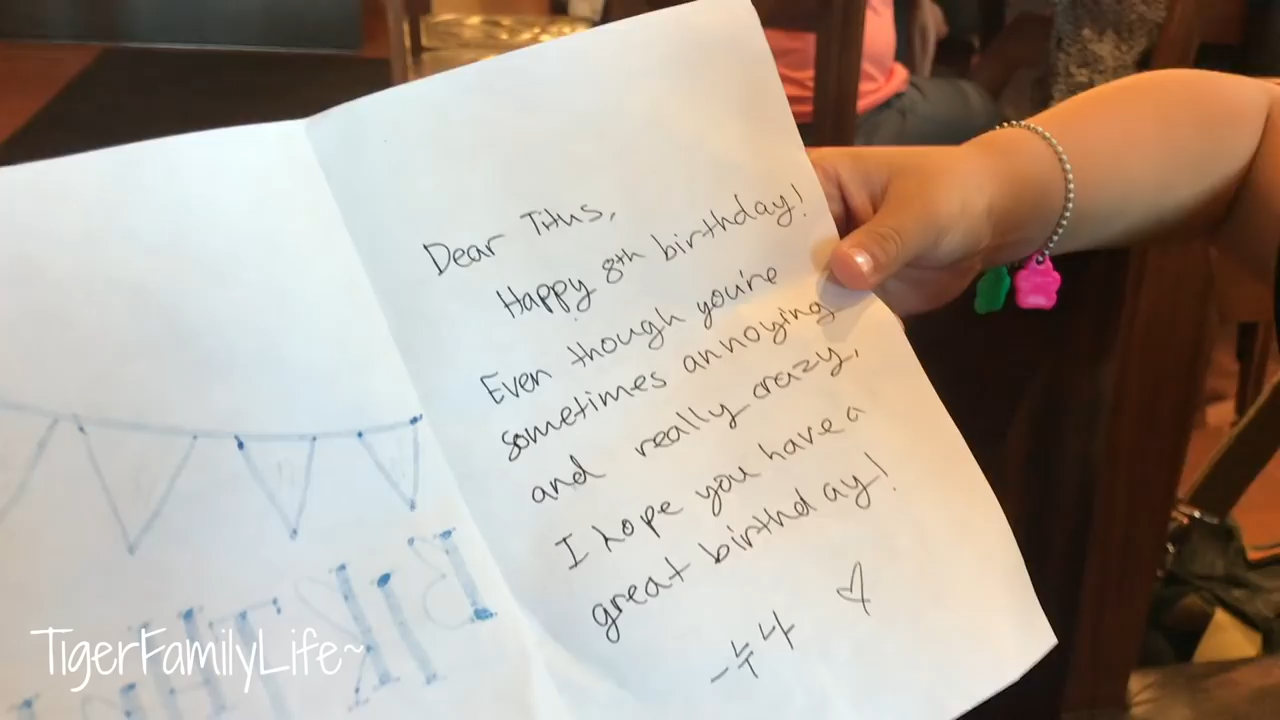 Dear Titus,
Happy 8th birthday!
Even though you're
sometimes annoying
and really crazy,
I hope you have a
great birthday!
♡
TigerFamilyLife~